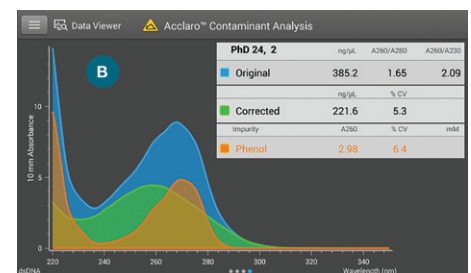 Data Viewer Acclaro™ Contaminant Analysis
B
PhD 24, 2 ng/µL A260/A280 A260/A230
Original 385.2 1.65 2.09
ng/µL % CV
Corrected 221.6 5.3
Impurity A260 % CV mM
Phenol 2.98 6.4
10 mm Absorbance
10
5
0
220 240 260 280 300 320 340
dsDNA Wavelength (nm)